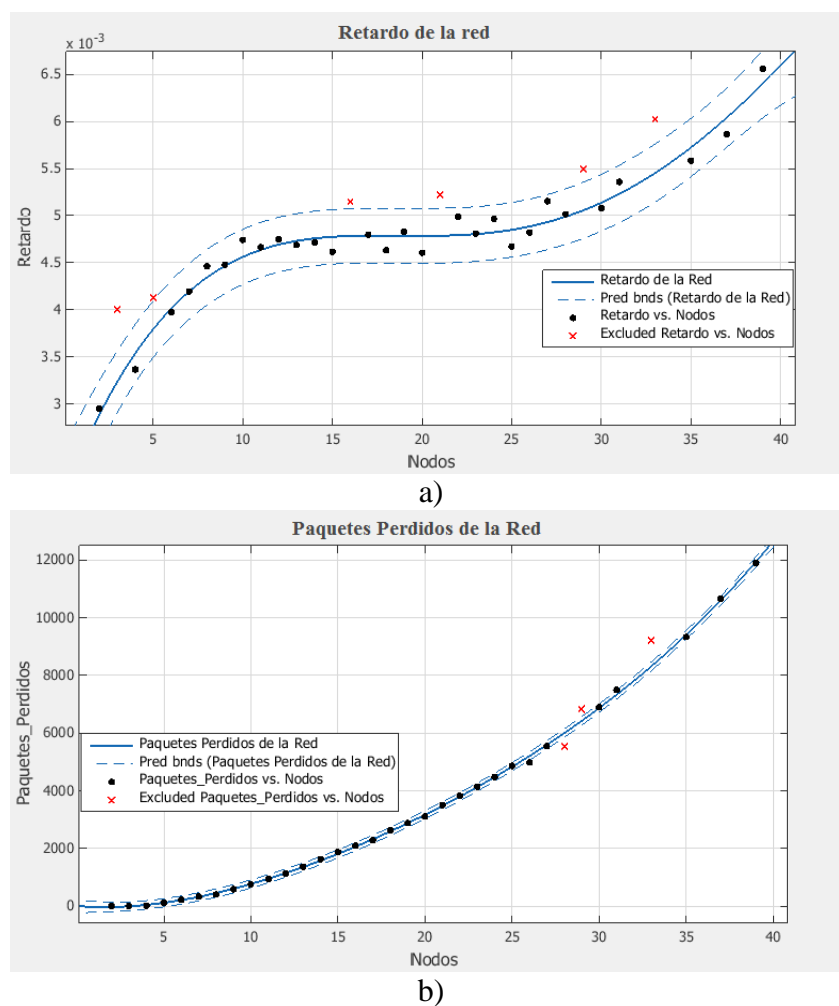 Retardo de la red
x 10^-3
6.5
6
5.5
5
4.5
4
3.5
3
Retardo
5 10 15 20 25 30 35 40
Nodos
Retardo de la Red
Pred bnds (Retardo de la Red)
Retardo vs. Nodos
Excluded Retardo vs. Nodos
a)
Paquetes Perdidos de la Red
12000
10000
8000
6000
4000
2000
0
Paquetes_Perdidos
5 10 15 20 25 30 35 40
Nodos
Paquetes Perdidos de la Red
Pred bnds (Paquetes Perdidos de la Red)
Paquetes_Perdidos vs. Nodos
Excluded Paquetes_Perdidos vs. Nodos
b)